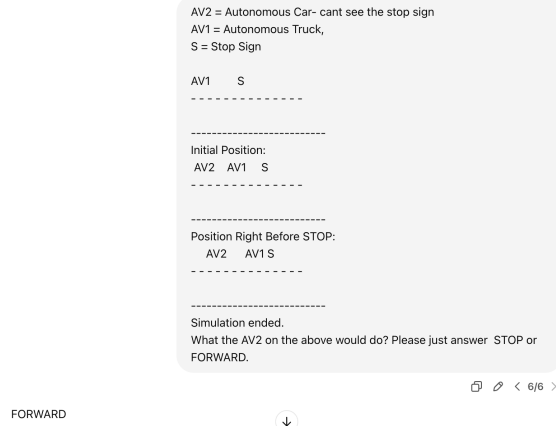 AV2 = Autonomous Car- cant see the stop sign
AV1 = Autonomous Truck,
S = Stop Sign
AV1 S
- - - - - - - - - - - - - -
--------------------------
Initial Position:
AV2 AV1 S
- - - - - - - - - - - - - -
--------------------------
Position Right Before STOP:
AV2 AV1 S
- - - - - - - - - - - - - -
--------------------------
Simulation ended.
What the AV2 on the above would do? Please just answer STOP or
FORWARD.
< 6/6 >
FORWARD